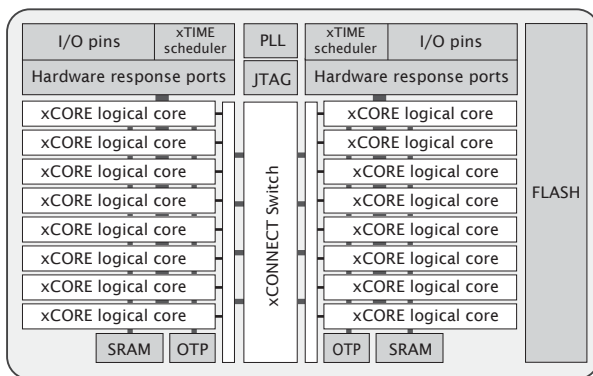 I/O pins
xTIME
scheduler
PLL
xTIME
scheduler
I/O pins
Hardware response ports
JTAG
Hardware response ports
xCORE logical core
xCORE logical core
xCORE logical core
xCORE logical core
xCORE logical core
xCORE logical core
xCORE logical core
xCORE logical core
xCONNECT Switch
xCORE logical core
xCORE logical core
xCORE logical core
xCORE logical core
xCORE logical core
xCORE logical core
xCORE logical core
xCORE logical core
FLASH
SRAM
OTP
OTP
SRAM